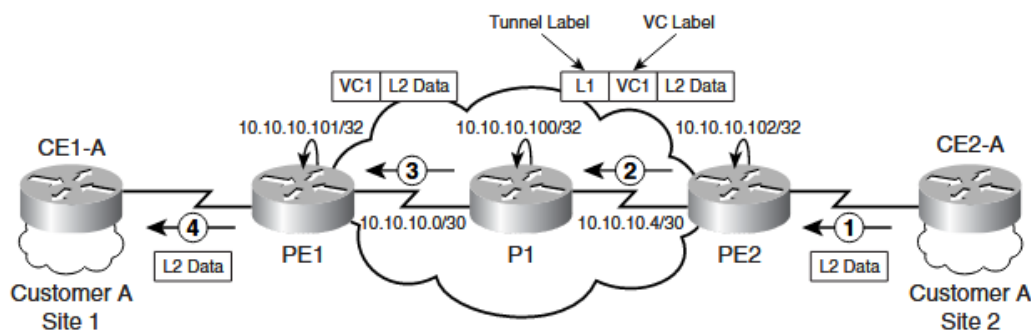 Tunnel Label
VC Label
VC1 L2 Data
L1 VC1 L2 Data
10.10.10.101/32
10.10.10.100/32
10.10.10.102/32
CE1-A
CE2-A
3
2
4
1
10.10.10.0/30
10.10.10.4/30
PE1
P1
PE2
L2 Data
L2 Data
Customer A
Site 1
Customer A
Site 2